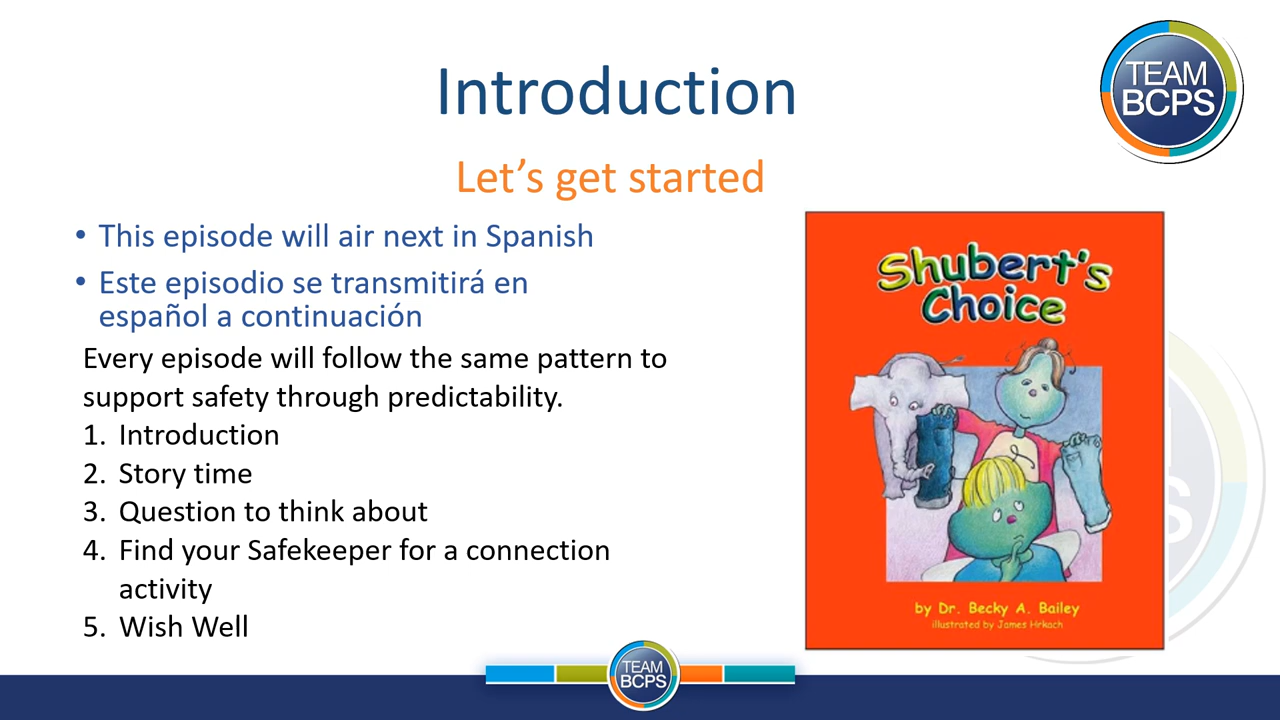 Introduction
TEAM
BCPS
Let's get started
• This episode will air next in Spanish
• Este episodio se transmitirá en
español a continuación
Every episode will follow the same pattern to
support safety through predictability.
1. Introduction
2. Story time
3. Question to think about
4. Find your Safekeeper for a connection
activity
5. Wish Well
Shubert's
Choice
by Dr. Becky A. Bailey
illustrated by James Hrkach
TEAM
BCPS